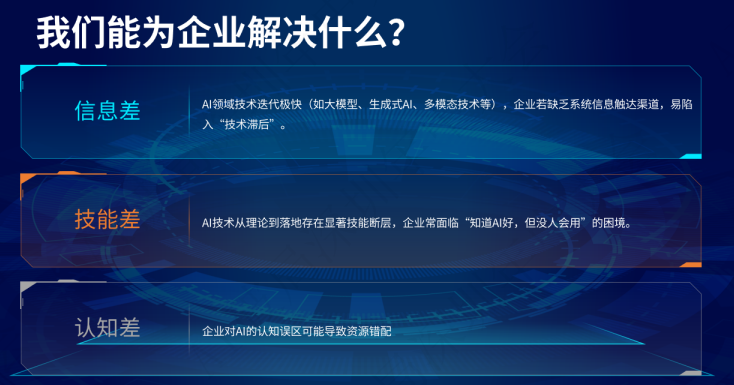 我们能为企业解决什么？
信息差
AI领域技术迭代极快（如大模型、生成式AI、多模态技术等），企业若缺乏系统信息触达渠道，易陷
入“技术滞后”。
技能差
AI技术从理论到落地存在显著技能断层，企业常面临“知道AI好，但没人会用”的困境。
认知差
企业对AI的认知误区可能导致资源错配